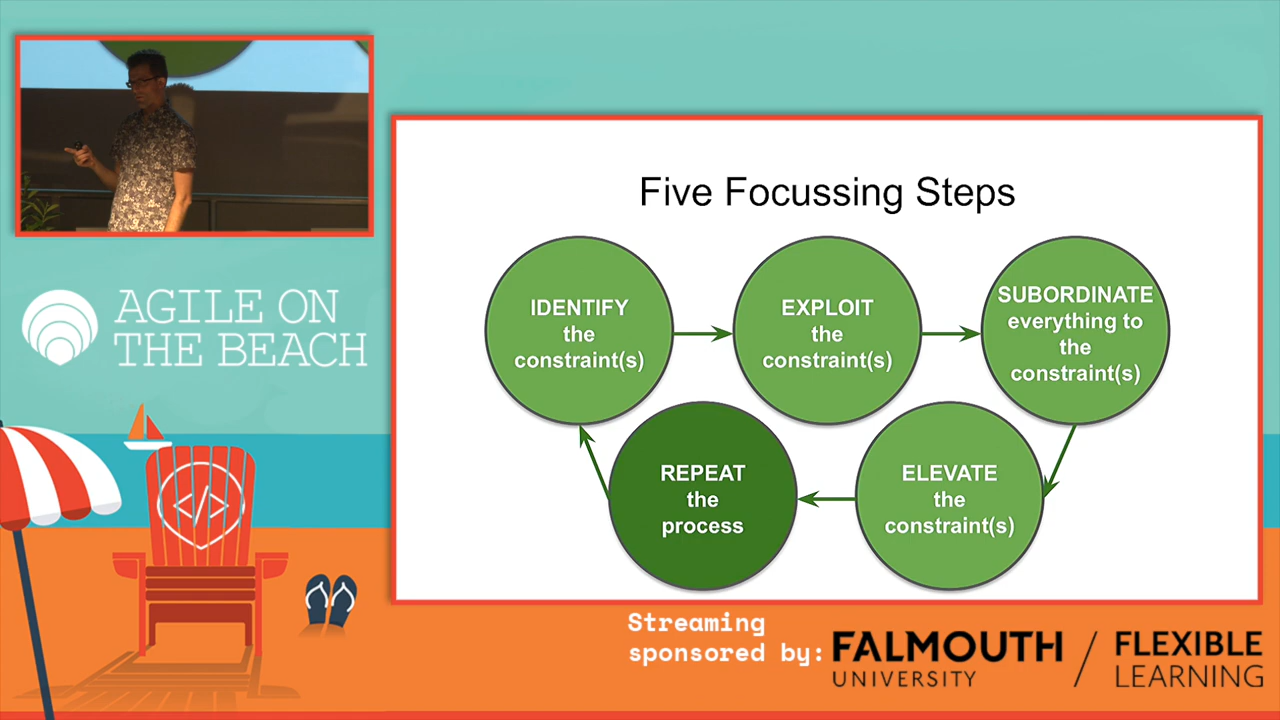 AGILE ON
THE BEACH
</>
Five Focussing Steps
IDENTIFY
the
constraint(s)
EXPLOIT
the
constraint(s)
SUBORDINATE
everything to
the
constraint(s)
REPEAT
the
process
ELEVATE
the
constraint(s)
Streaming
sponsored by:
FALMOUTH
UNIVERSITY
/
FLEXIBLE
LEARNING